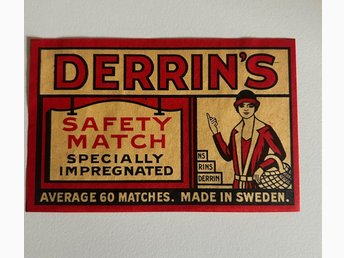 DERRIN'S
SAFETY
MATCH
SPECIALLY
IMPREGNATED
NS
RINS
DERRIN
AVERAGE 60 MATCHES. MADE IN SWEDEN.